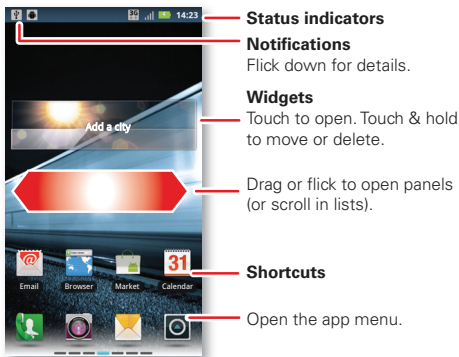 3G 14:23
Status indicators
Notifications
Flick down for details.
Widgets
Touch to open. Touch & hold
to move or delete.
Add a city
Drag or flick to open panels
(or scroll in lists).
31
Shortcuts
Email Browser Market Calendar
Open the app menu.